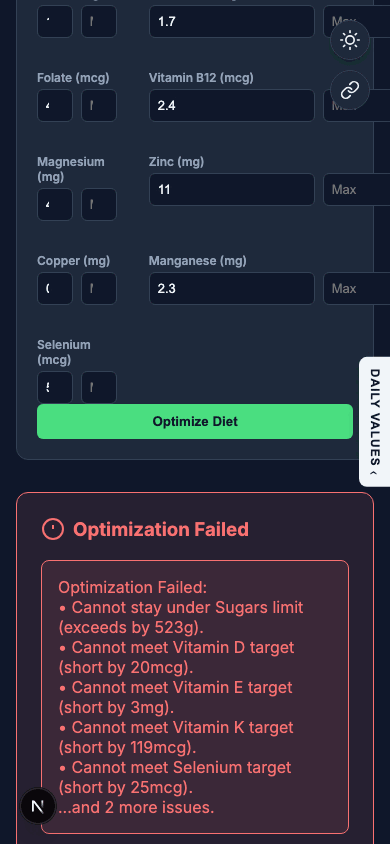 1.7
Max
Folate (mcg)
Vitamin B12 (mcg)
2.4
Magnesium
(mg)
Zinc (mg)
11
Max
Copper (mg)
Manganese (mg)
2.3
Max
Selenium
(mcg)
Optimize Diet
DAILY VALUES ‹
Optimization Failed
Optimization Failed:
• Cannot stay under Sugars limit
(exceeds by 523g).
• Cannot meet Vitamin D target
(short by 20mcg).
• Cannot meet Vitamin E target
(short by 3mg).
• Cannot meet Vitamin K target
(short by 119mcg).
• Cannot meet Selenium target
(short by 25mcg).
...and 2 more issues.
N